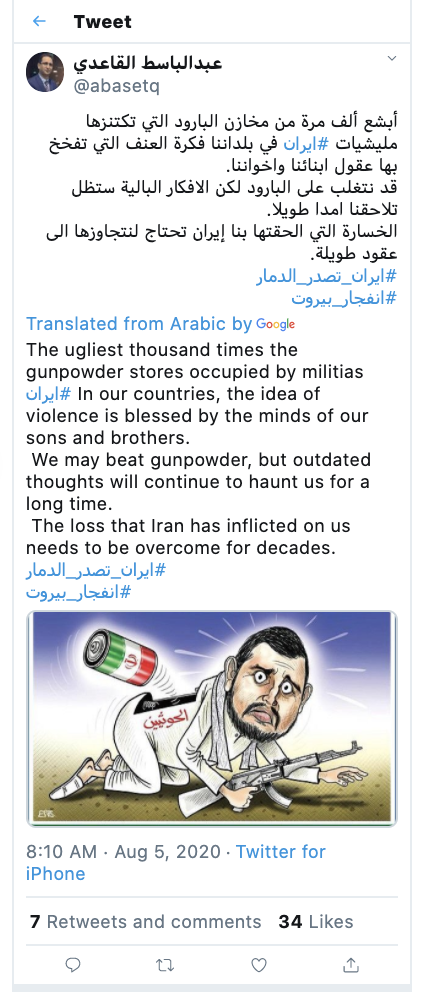 Tweet
عبدالباسط القاعدي
@abasetq
أبشع ألف مرة من مخازن البارود التي تكتنزها
مليشيات #ايران في بلداننا فكرة العنف التي تفخخ
بها عقول ابنائنا واخواننا.
قد نتغلب على البارود لكن الافكار البالية ستظل
تلاحقنا امدا طويلا.
الخسارة التي الحقتها بنا إيران تحتاج لنتجاوزها الى
عقود طويلة.
#ايران_تصدر_الدمار
#انفجار_بيروت
Translated from Arabic by Google
The ugliest thousand times the
gunpowder stores occupied by militias
#ايران In our countries, the idea of
violence is blessed by the minds of our
sons and brothers.
We may beat gunpowder, but outdated
thoughts will continue to haunt us for a
long time.
The loss that Iran has inflicted on us
needs to be overcome for decades.
#ايران_تصدر_الدمار
#انفجار_بيروت
الحوثيين
8:10 AM · Aug 5, 2020 · Twitter for
iPhone
7 Retweets and comments 34 Likes